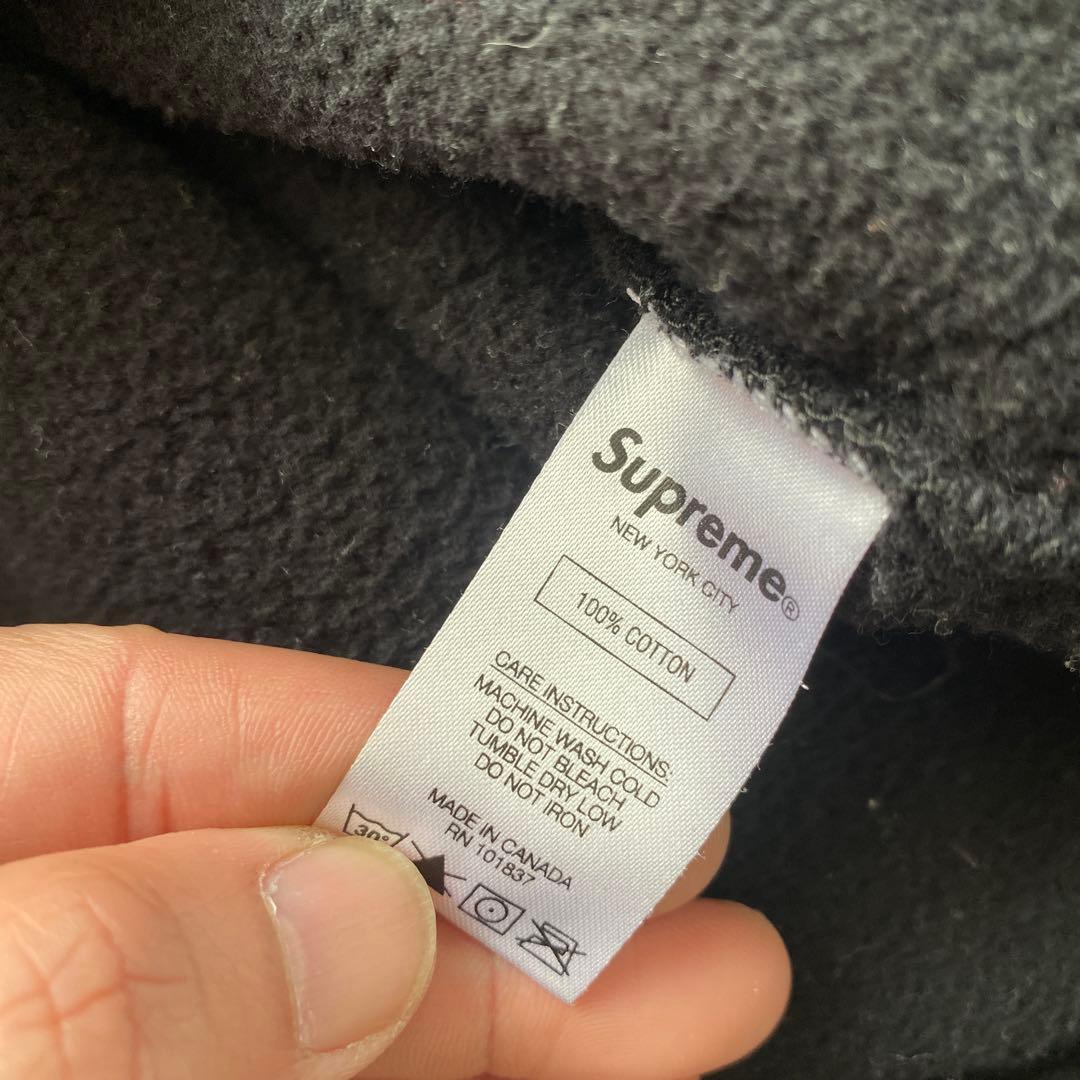 Supreme®
NEW YORK CITY
100% COTTON
CARE INSTRUCTIONS:
MACHINE WASH COLD
DO NOT BLEACH
TUMBLE DRY LOW
DO NOT IRON
MADE IN CANADA
RN 101837
30°